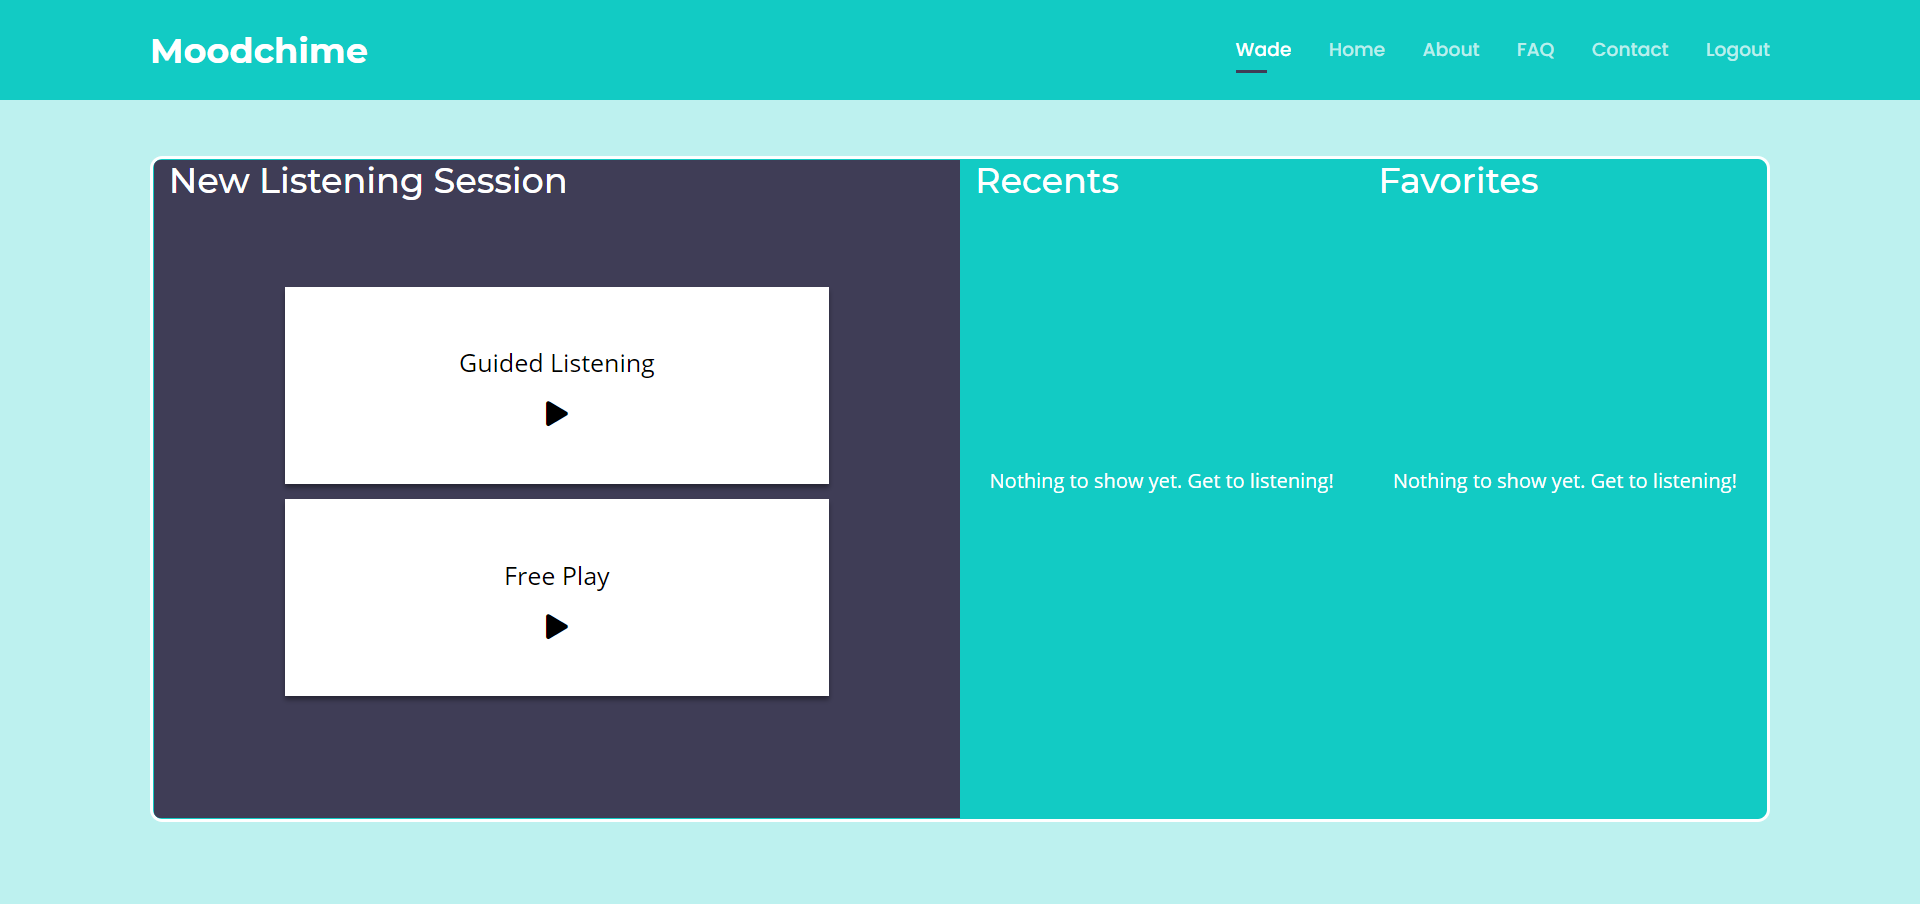 Moodchime
Wade Home About FAQ Contact Logout
New Listening Session
Guided Listening
Free Play
Recents
Nothing to show yet. Get to listening!
Favorites
Nothing to show yet. Get to listening!